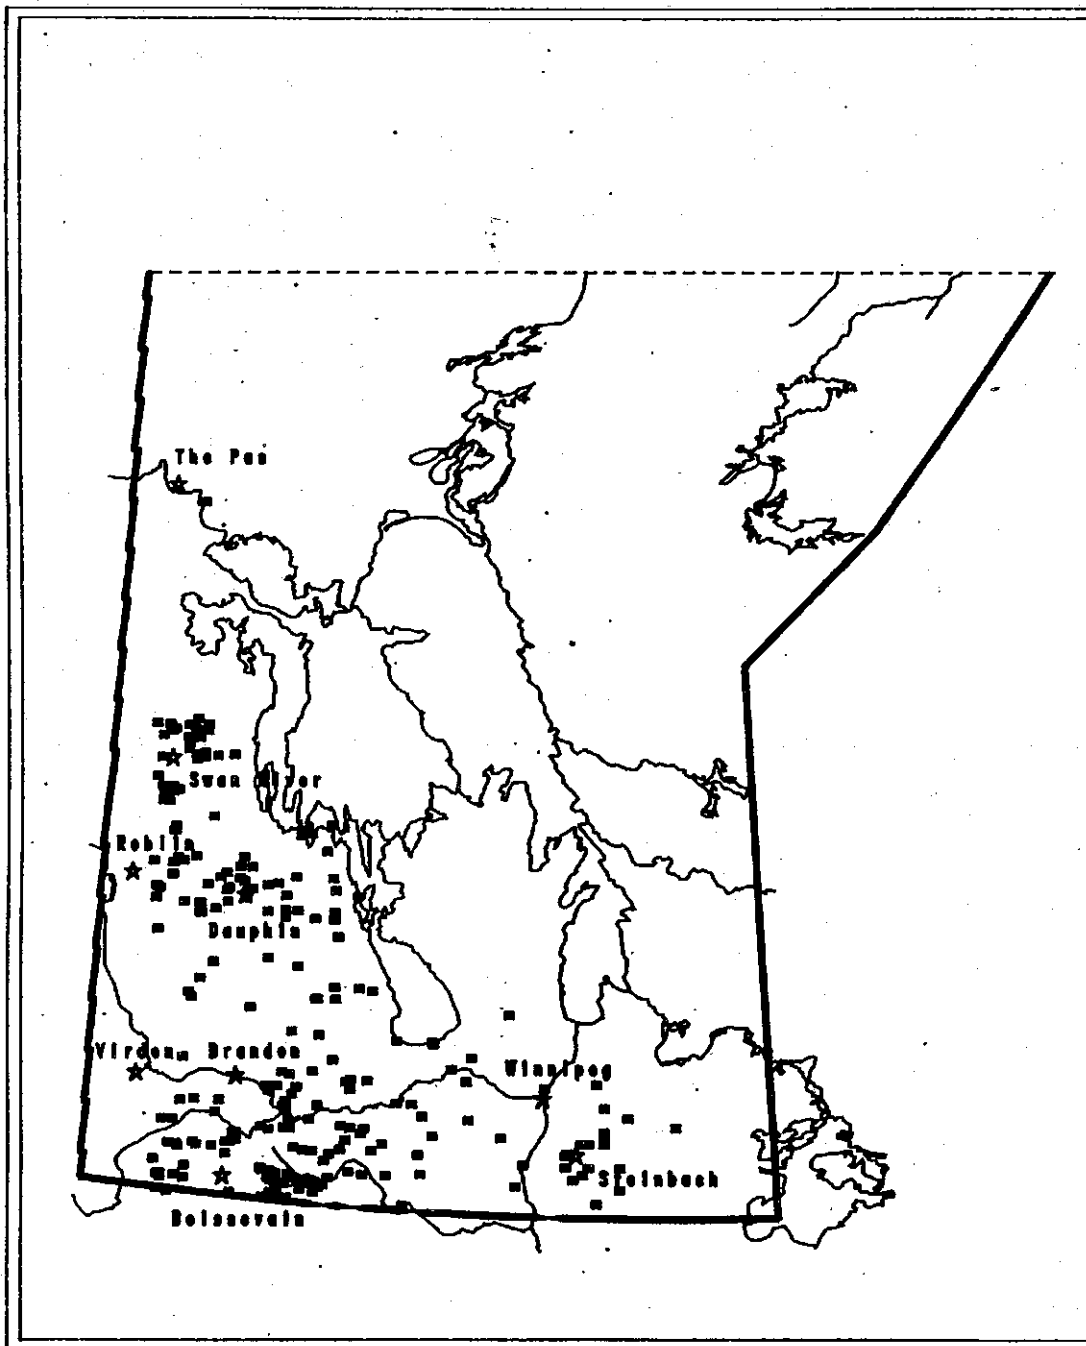 The Pas
Swan River
Roblin
Dauphin
Virden Brandon
Winnipeg
Steinbach
Boissevain